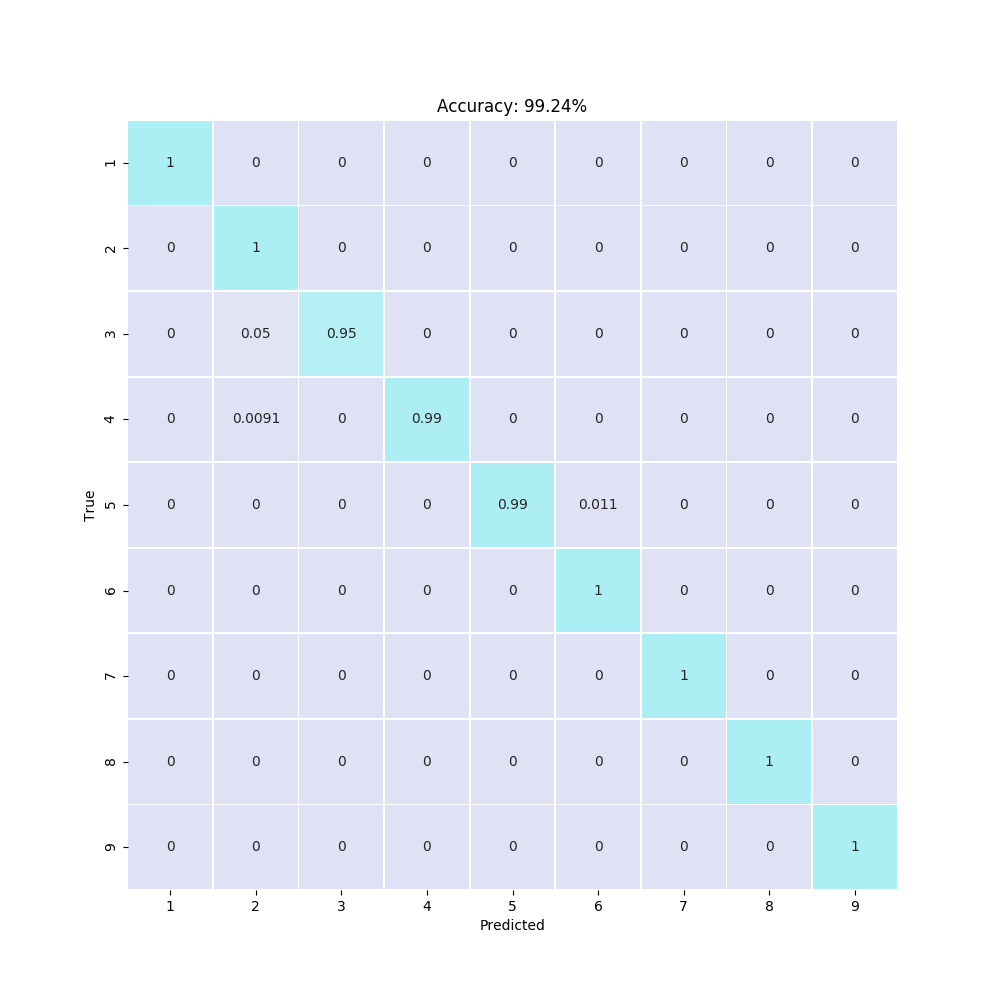 Accuracy: 99.24%
1 1 0 0 0 0 0 0 0 0
2 0 1 0 0 0 0 0 0 0
3 0 0.05 0.95 0 0 0 0 0 0
4 0 0.0091 0 0.99 0 0 0 0 0
5 0 0 0 0 0.99 0.011 0 0 0
6 0 0 0 0 0 1 0 0 0
7 0 0 0 0 0 0 1 0 0
8 0 0 0 0 0 0 0 1 0
9 0 0 0 0 0 0 0 0 1
True
1 2 3 4 5 6 7 8 9
Predicted